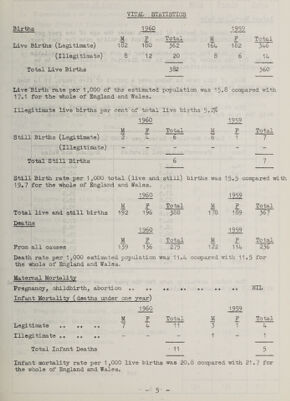 VITAL STATISTICS
Births 1960 1959
M F Total M F Total
Live Births (Legitimate) 182 180 362 164 182 346
(Illegitimate) 8 12 20 8 6 14
Total Live Births 382 360
Live Birth rate per 1,000 of the estimated population was 15.8 compared with
17.1 for the whole of England and Wales.
Illegitimate live births per cent of total live births 5.2%
1960 1959
M F Total M F Total
Still Births (Legitimate) 2 4 6 6 1 7
(Illegitimate) - - - - - -
Total Still Births 6 7
Still Birth rate per 1,000 total (live and still) births was 15.5 compared with
19.7 for the whole of England and Wales.
1960 1959
M F Total M F Total
Total live and still births 192 196 388 178 189 367
Deaths
1960 1959
M F Total M F Total
From all causes 139 136 275 122 114 236
Death rate per 1,000 estimated population was 11.4 compared with 11.5 for
the whole of England and Wales.
Maternal Mortality
Pregnancy, childbirth, abortion .. .. .. .. .. .. .. NIL
Infant Mortality (deaths under one year)
1960 1959
M F Total M F Total
Legitimate .. .. .. 7 4 11 3 1 4
Illegitimate .. .. .. - - - 1 - 1
Total Infant Deaths 11 5
Infant mortality rate per 1,000 live births was 28.8 compared with 21.7 for
the whole of England and Wales.
- 5 -